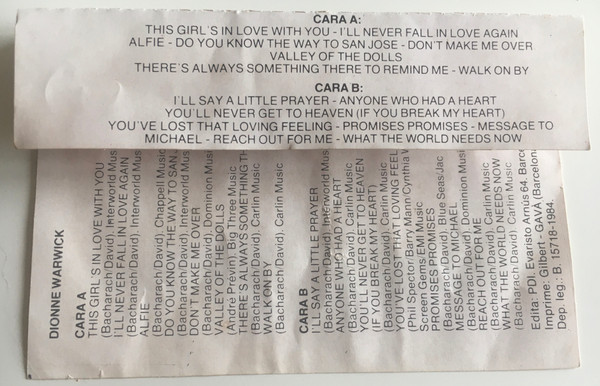 CARA A:
THIS GIRL'S IN LOVE WITH YOU - I'LL NEVER FALL IN LOVE AGAIN
ALFIE - DO YOU KNOW THE WAY TO SAN JOSE - DON'T MAKE ME OVER
VALLEY OF THE DOLLS
THERE'S ALWAYS SOMETHING THERE TO REMIND ME - WALK ON BY
CARA B:
I'LL SAY A LITTLE PRAYER - ANYONE WHO HAD A HEART
YOU'LL NEVER GET TO HEAVEN (IF YOU BREAK MY HEART)
YOU'VE LOST THAT LOVING FEELING - PROMISES PROMISES - MESSAGE TO
MICHAEL - REACH OUT FOR ME - WHAT THE WORLD NEEDS NOW
DIONNE WARWICK
CARA A
THIS GIRL'S IN LOVE WITH YOU
(Bacharach/David). Interworld Mus
I'LL NEVER FALL IN LOVE AGAIN
(Bacharach/David). Interworld Mus
ALFIE
(Bacharach/David). Chappell Music
DO YOU KNOW THE WAY TO SAN
(Bacharach/David). Interworld Mus
DON'T MAKE ME OVER
(Bacharach/David). Dominion Mus
VALLEY OF THE DOLLS
(André Previn). Big Three Music
THERE'S ALWAYS SOMETHING TH
(Bacharach/David). Carlin Music
WALK ON BY
(Bacharach/David). Carlin Music
CARA B
I'LL SAY A LITTLE PRAYER
(Bacharach/David). Carlin Music
ANYONE WHO HAD A HEART
(Bacharach/David). Carlin Music
YOU'LL NEVER GET TO HEAVEN
(IF YOU BREAK MY HEART)
(Bacharach/David). Carlin Music
YOU'VE LOST THAT LOVING FEEL
(Phil Spector/Barry Mann Cynthia W
Screen Gems-EMI Music
PROMISES PROMISES
(Bacharach/David). Blue Seas/Jac
MESSAGE TO MICHAEL
(Bacharach/David). Dominion Music
REACH OUT FOR ME
(Bacharach/David). Carlin Music
WHAT THE WORLD NEEDS NOW
(Bacharach/David). Carlin Music
Edita: PDI. Evaristo Arnús 64. Barce
Imprime: Gilbert - GAVA (Barcelona
Dep. leg.: B. 15718-1984.